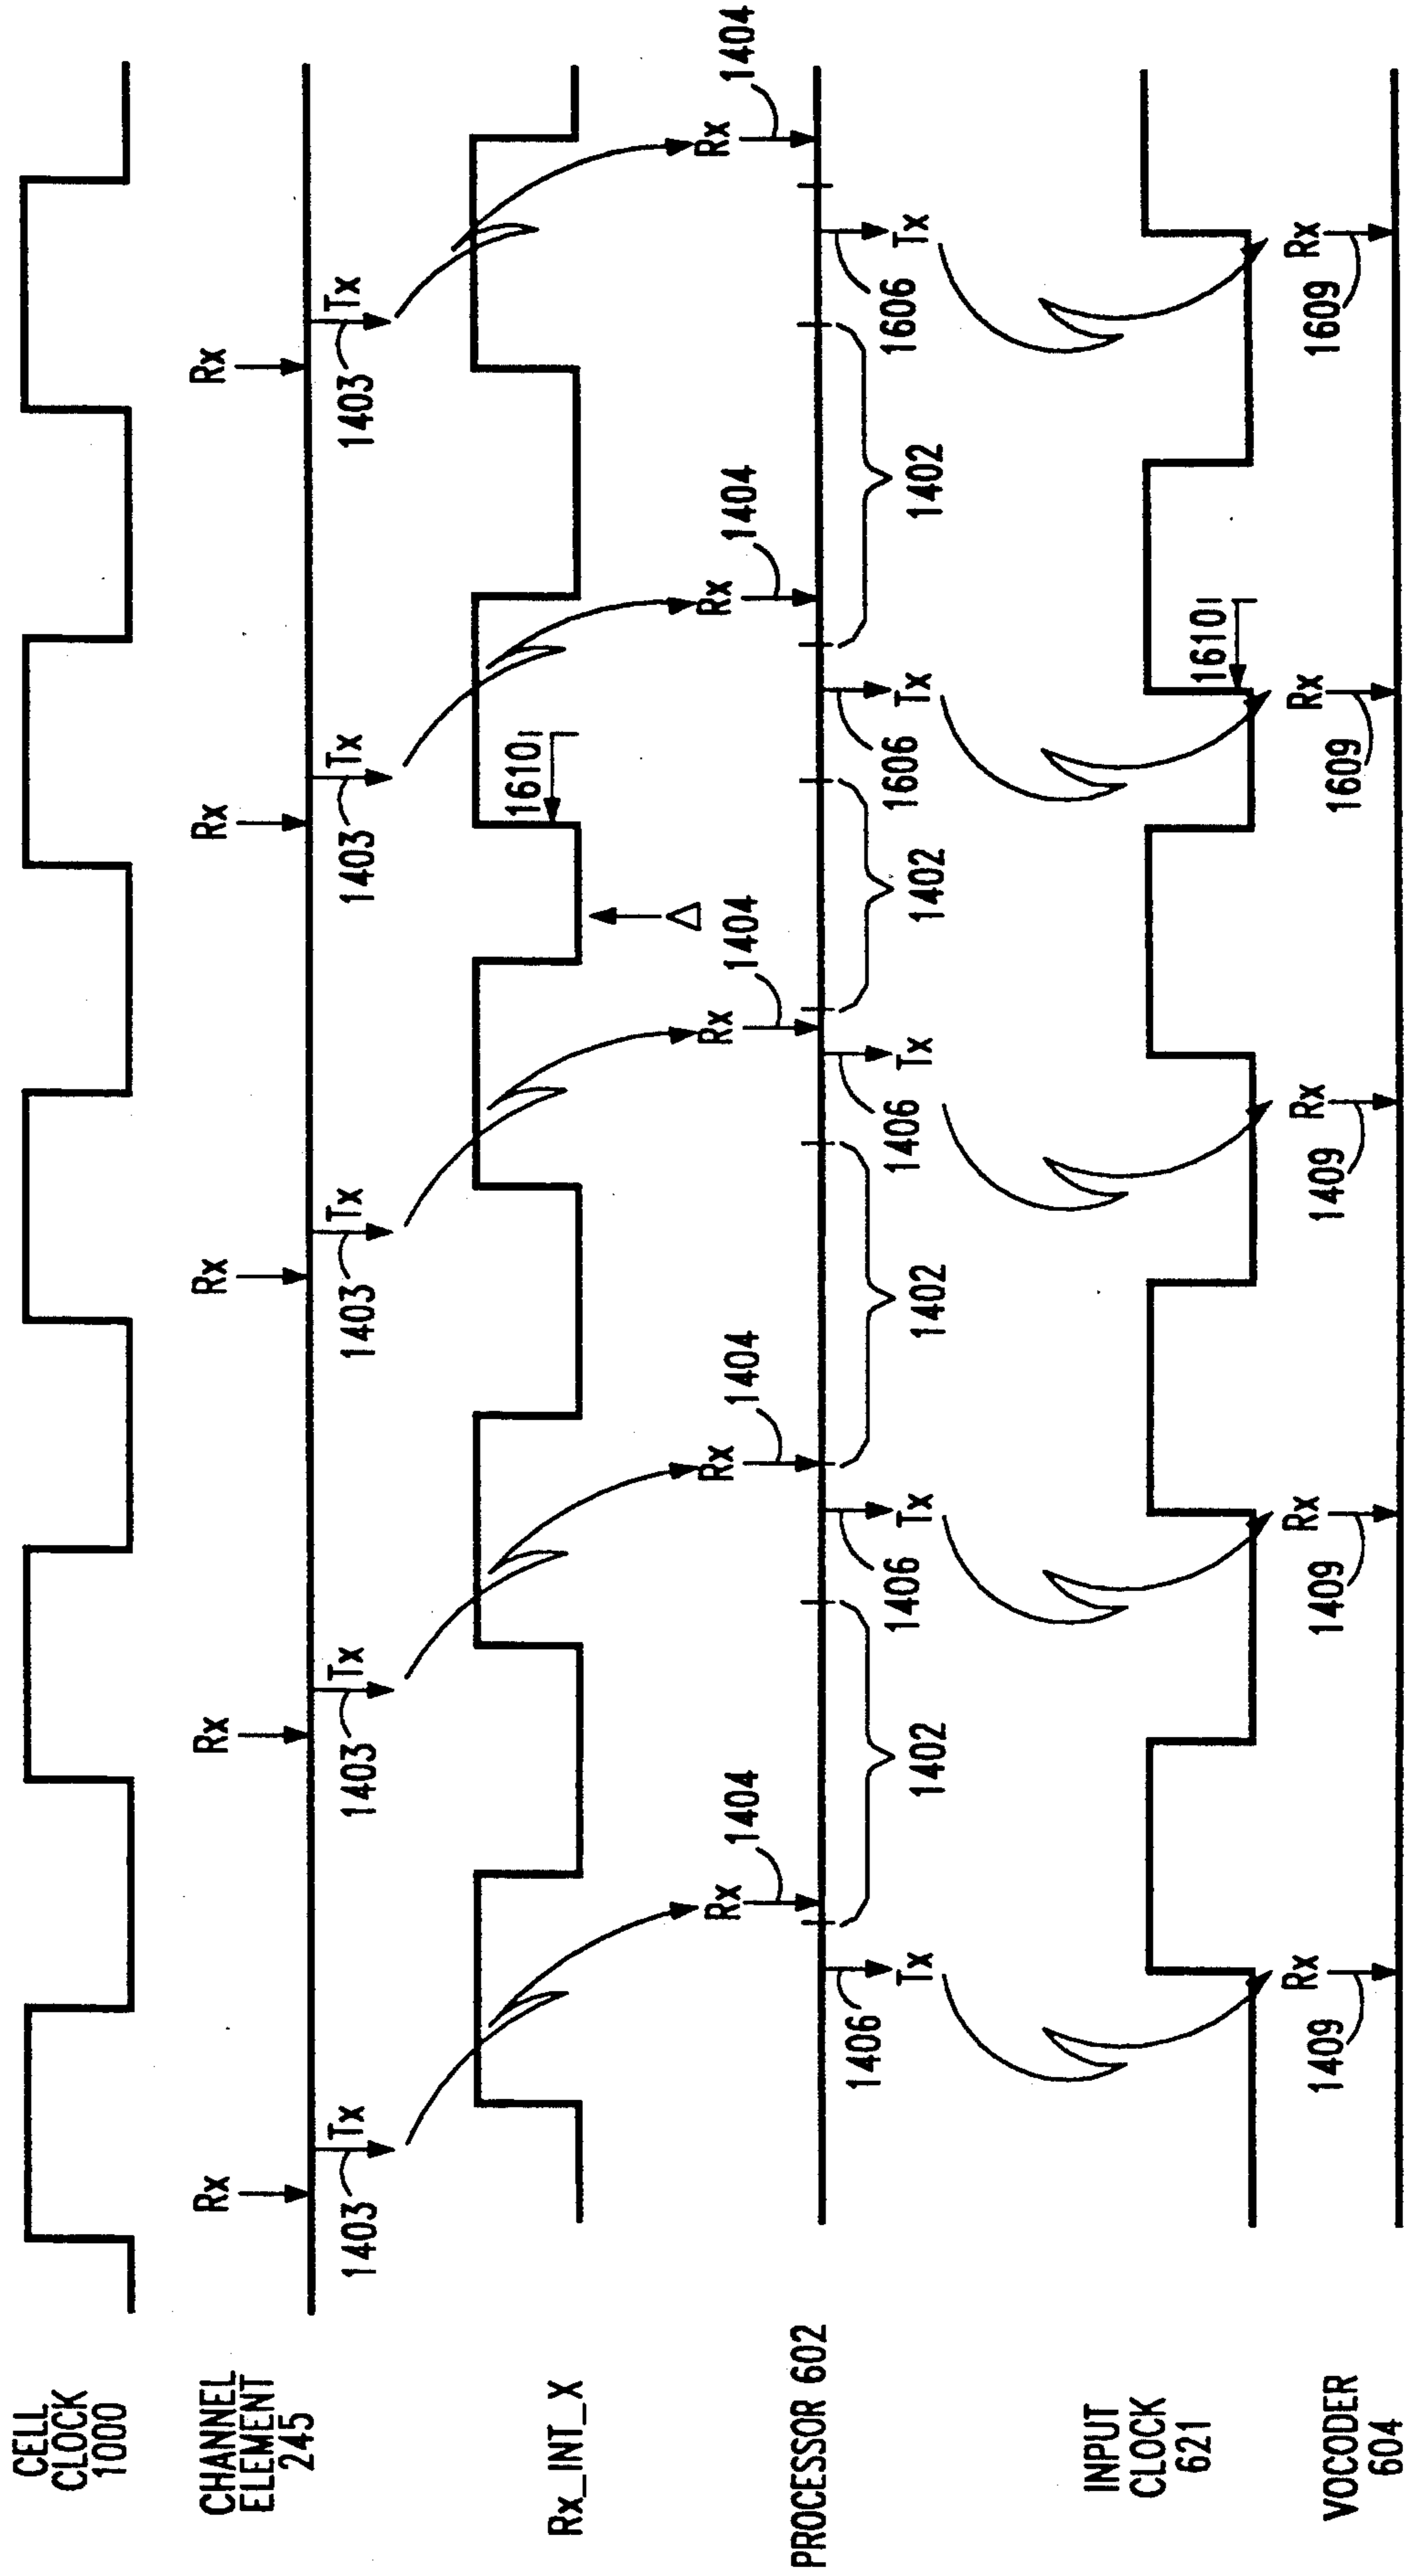 CELL
CLOCK
1000
CHANNEL
ELEMENT
245
Rx
Rx
Rx
Rx
Rx
1403
Tx
1403
Tx
1403
Tx
1403
Tx
1403
Tx
Rx_INT_X
Δ
1610
Rx
1404
Rx
1404
Rx
1404
Rx
1404
Rx
1404
PROCESSOR 602
1406
Tx
1402
1406
Tx
1402
1406
Tx
1402
1606
Tx
1402
1606
Tx
INPUT
CLOCK
621
1610
VOCODER
604
1409
Rx
1409
Rx
1409
Rx
1609
Rx
1609
Rx